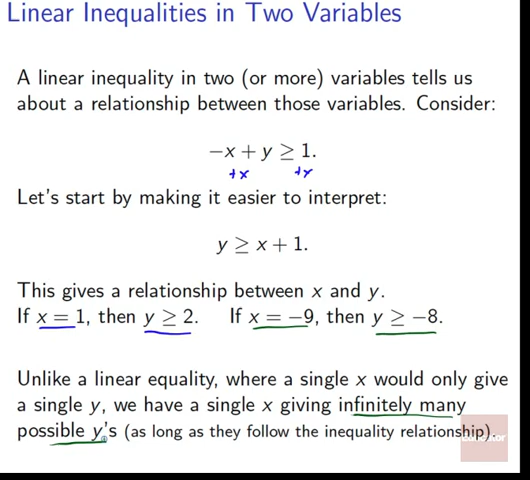 Linear Inequalities in Two Variables
A linear inequality in two (or more) variables tells us
about a relationship between those variables. Consider:
−x + y ≥ 1.
+x +x
Let's start by making it easier to interpret:
y ≥ x + 1.
This gives a relationship between x and y.
If x = 1, then y ≥ 2. If x = −9, then y ≥ −8.
Unlike a linear equality, where a single x would only give
a single y, we have a single x giving infinitely many
possible y's (as long as they follow the inequality relationship).